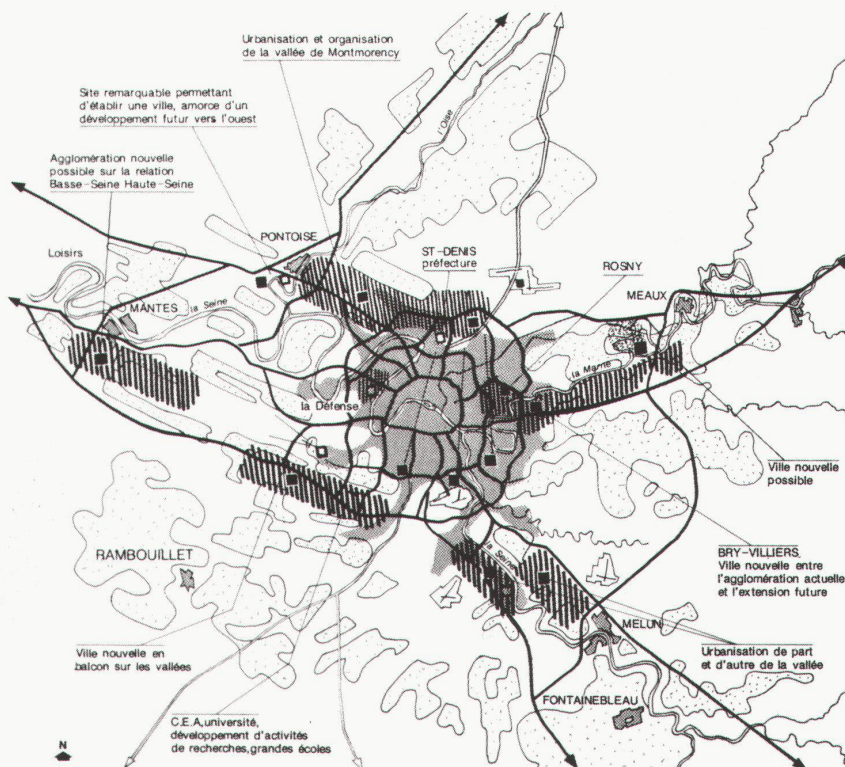 Urbanisation et organisation
de la vallée de Montmorency
Site remarquable permettant
d'établir une ville, amorce d'un
développement futur vers l'ouest
l'Oise
Agglomération nouvelle
possible sur la relation
Basse-Seine Haute-Seine
PONTOISE
ST-DENIS
préfecture
Loisirs
ROSNY
MEAUX
MANTES
la Seine
la Marne
la Défense
Ville nouvelle
possible
RAMBOUILLET
la Seine
BRY-VILLIERS
Ville nouvelle entre
l'agglomération actuelle
et l'extension future
MELUN
Ville nouvelle en
balcon sur les vallées
Urbanisation de part
et d'autre de la vallée
FONTAINEBLEAU
C.E.A,université,
développement d'activités
de recherches,grandes écoles
N